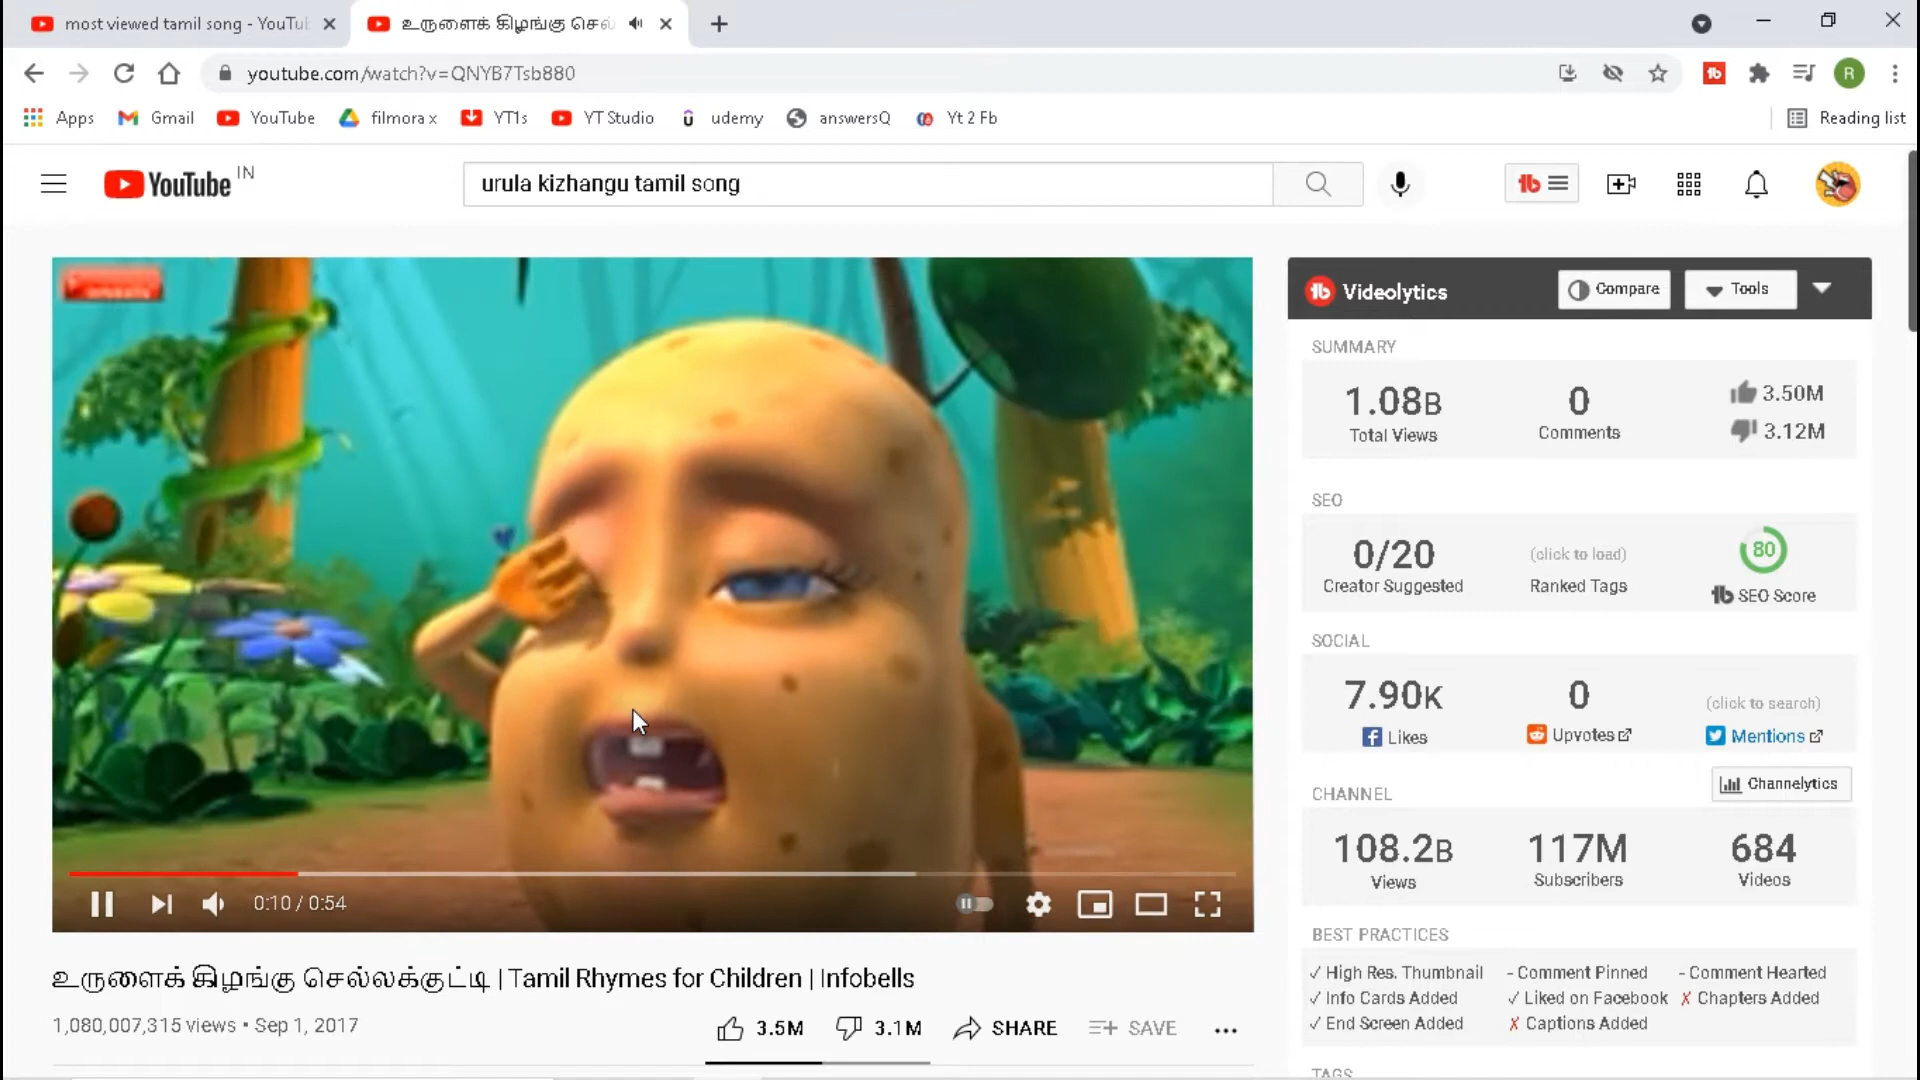 most viewed tamil song - YouTu
உருளைக் கிழங்கு செல்
youtube.com/watch?v=QNYB7Tsb880
R
Apps Gmail YouTube filmora x YT1s YT Studio udemy answersQ Yt 2 Fb Reading list
YouTube IN
urula kizhangu tamil song
Videolytics Compare Tools
SUMMARY
1.08B 0 3.50M
Total Views Comments 3.12M
SEO
0/20 (click to load) 80
Creator Suggested Ranked Tags SEO Score
SOCIAL
7.90K 0 (click to search)
Likes Upvotes Mentions
CHANNEL Channelytics
108.2B 117M 684
Views Subscribers Videos
BEST PRACTICES
✓ High Res. Thumbnail - Comment Pinned - Comment Hearted
✓ Info Cards Added ✓ Liked on Facebook ✗ Chapters Added
✓ End Screen Added ✗ Captions Added
TAGS
0:10 / 0:54
உருளைக் கிழங்கு செல்லக்குட்டி | Tamil Rhymes for Children | Infobells
1,080,007,315 views • Sep 1, 2017
3.5M 3.1M SHARE SAVE